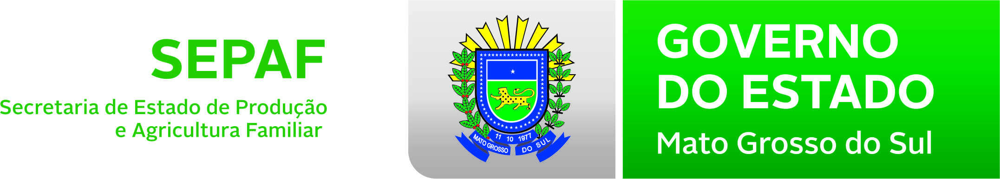 SEPAF
Secretaria de Estado de Produção
e Agricultura Familiar
11 10 1977
MATO GROSSO DO SUL
GOVERNO
DO ESTADO
Mato Grosso do Sul